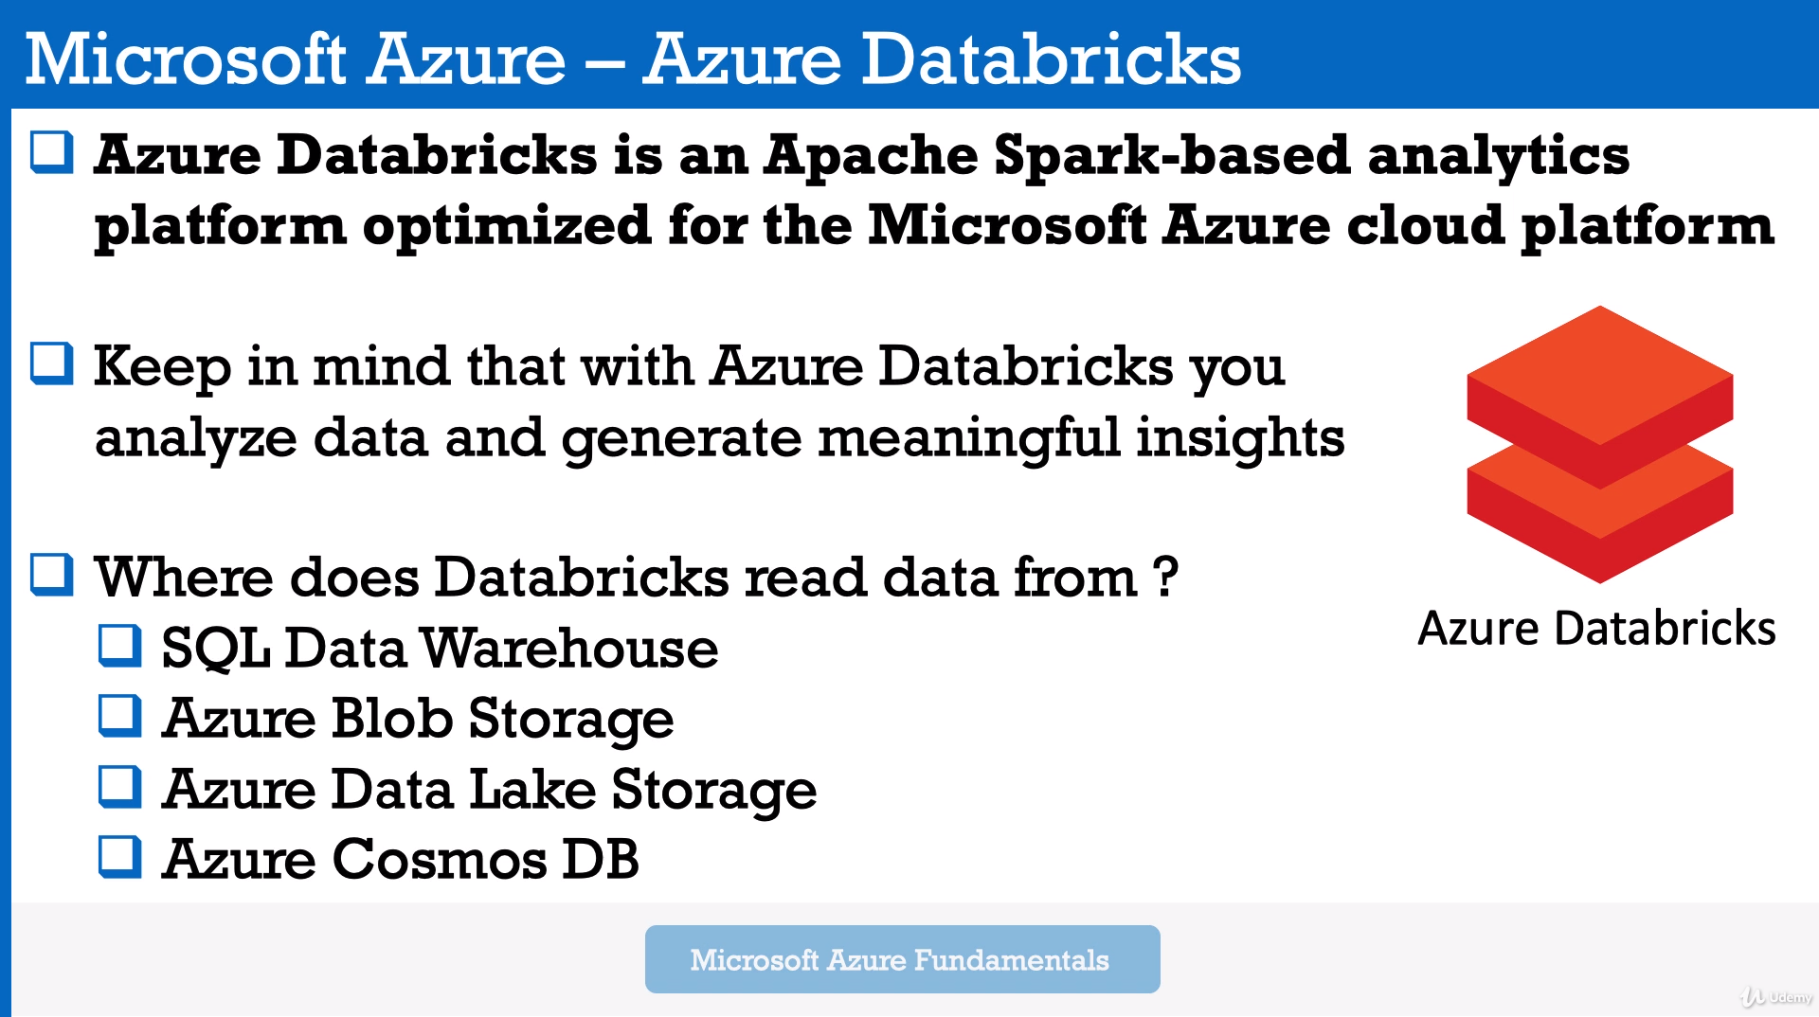 Microsoft Azure – Azure Databricks
Azure Databricks is an Apache Spark-based analytics
platform optimized for the Microsoft Azure cloud platform
Keep in mind that with Azure Databricks you
analyze data and generate meaningful insights
Where does Databricks read data from ?
SQL Data Warehouse
Azure Blob Storage
Azure Data Lake Storage
Azure Cosmos DB
Azure Databricks
Microsoft Azure Fundamentals
Udemy